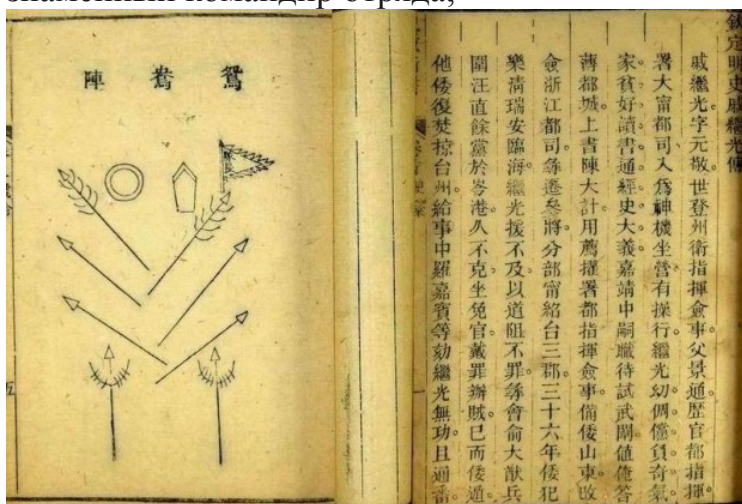 знаменный командир отряда,
欽定明史戚繼光傳
戚繼光字元敬世登州衛指揮僉事父景通歷官都指揮。
署大甯都司入爲神機坐營有操行。繼光幼倜儻負奇氣。
家貧好讀書。通經史大義嘉靖中嗣職待試武闈值俺答
薄都城。上書陳大計用薦擢署都指揮僉事備倭山東改
僉浙江都司尋遷叅將分部甯紹台三郡三十六年倭犯
樂淸瑞安臨海。繼光援不及以道阻不罪尋會俞大猷兵
圍汪直餘黨於岑港久不克坐免官。戴罪辦賊。已而倭遁。
他倭復焚掠台州給事中羅嘉賓等劾繼光無功。且通番。
鴛鴦陣
五